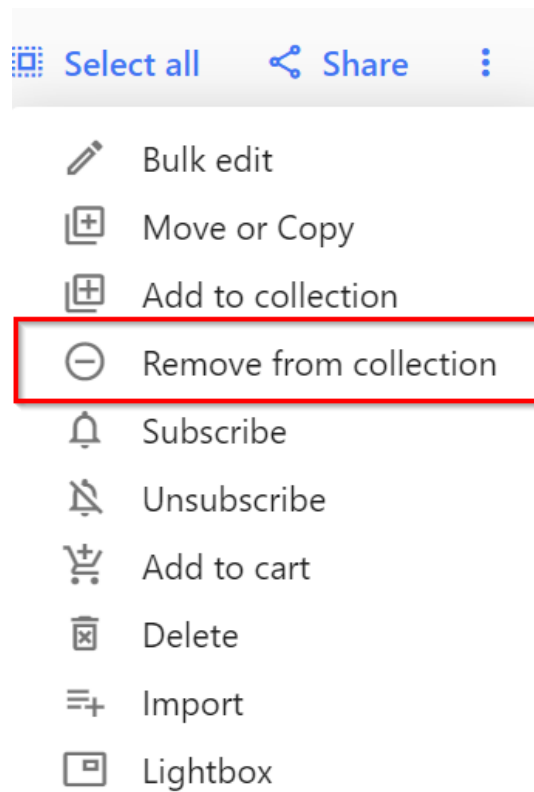 Select all Share
Bulk edit
Move or Copy
Add to collection
Remove from collection
Subscribe
Unsubscribe
Add to cart
Delete
Import
Lightbox